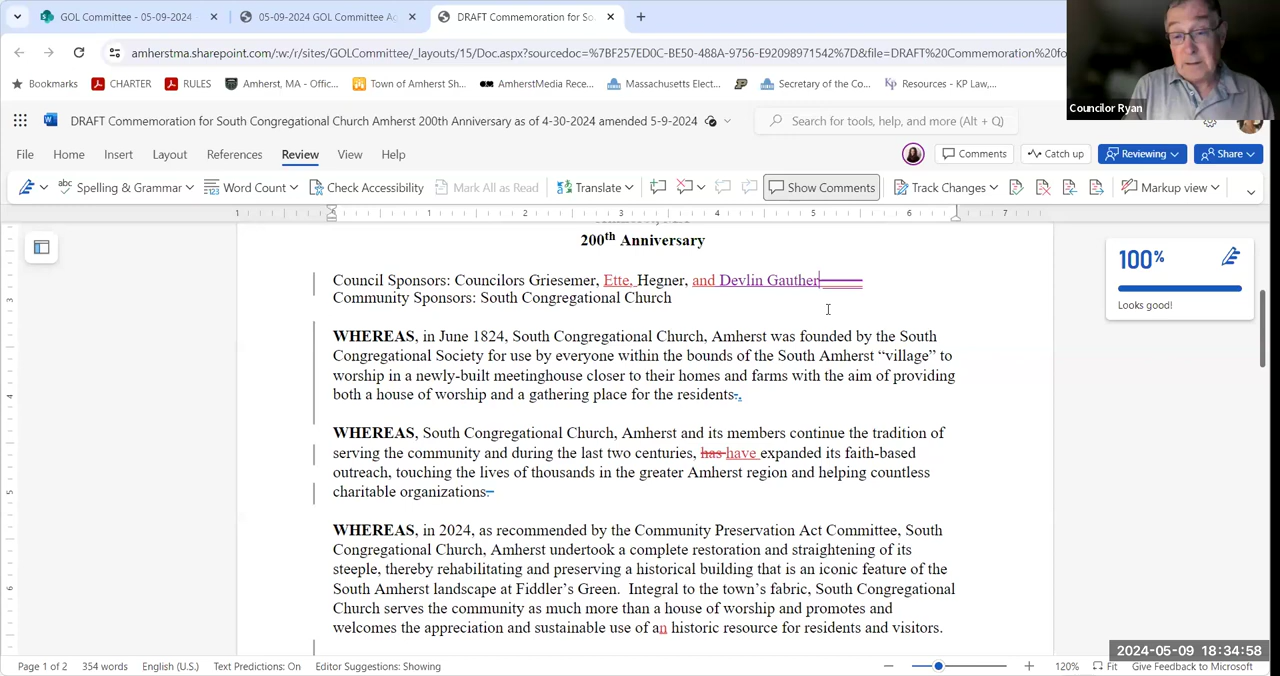 GOL Committee - 05-09-2024
05-09-2024 GOL Committee Ag
DRAFT Commemoration for So
amherstma.sharepoint.com/:w:/r/sites/GOLCommittee/_layouts/15/Doc.aspx?sourcedoc=%7BF257ED0C-BE50-488A-9756-E92098971542%7D&file=DRAFT%20Commemoration%20fo
Bookmarks CHARTER RULES Amherst, MA - Offic... Town of Amherst Sh... AmherstMedia Rece... Massachusetts Elect... Secretary of the Co... Resources - KP Law,...
Councilor Ryan
DRAFT Commemoration for South Congregational Church Amherst 200th Anniversary as of 4-30-2024 amended 5-9-2024
Search for tools, help, and more (Alt + Q)
File Home Insert Layout References Review View Help
Comments Catch up Reviewing Share
abc Spelling & Grammar Word Count Check Accessibility Mark All as Read Translate Show Comments Track Changes Markup view
1 1 2 3 4 5 6 7
200th Anniversary
100%
Looks good!
Council Sponsors: Councilors Griesemer, Ette, Hegner, and Devlin Gauther
Community Sponsors: South Congregational Church
WHEREAS, in June 1824, South Congregational Church, Amherst was founded by the South
Congregational Society for use by everyone within the bounds of the South Amherst “village” to
worship in a newly-built meetinghouse closer to their homes and farms with the aim of providing
both a house of worship and a gathering place for the residents.
WHEREAS, South Congregational Church, Amherst and its members continue the tradition of
serving the community and during the last two centuries, has have expanded its faith-based
outreach, touching the lives of thousands in the greater Amherst region and helping countless
charitable organizations.
WHEREAS, in 2024, as recommended by the Community Preservation Act Committee, South
Congregational Church, Amherst undertook a complete restoration and straightening of its
steeple, thereby rehabilitating and preserving a historical building that is an iconic feature of the
South Amherst landscape at Fiddler’s Green. Integral to the town’s fabric, South Congregational
Church serves the community as much more than a house of worship and promotes and
welcomes the appreciation and sustainable use of an historic resource for residents and visitors.
3
4
5
6
2024-05-09 18:34:58
Page 1 of 2 354 words English (U.S.) Text Predictions: On Editor Suggestions: Showing 120% Fit Give Feedback to Microsoft